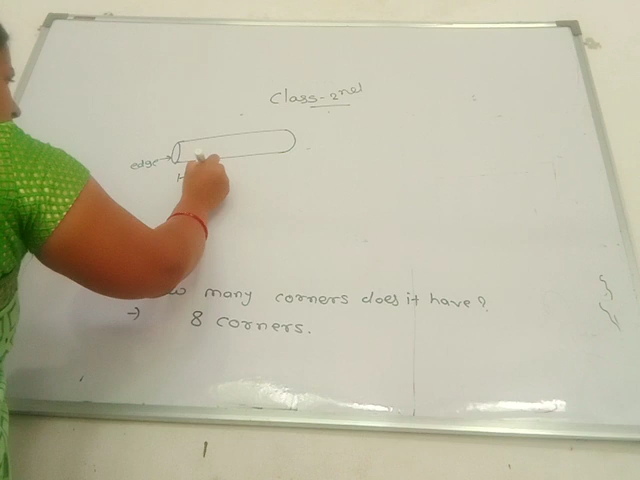 Class-2nd
edge
many corners does it have?
→ 8 corners.